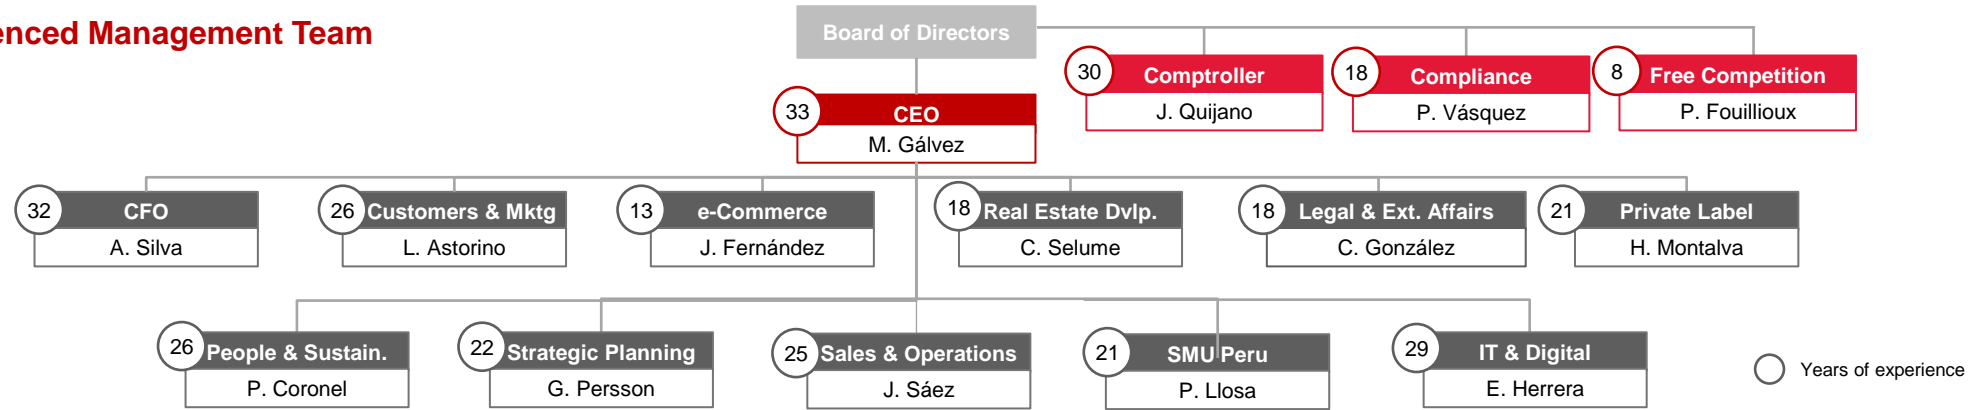 Management Team
Board of Directors
30
Comptroller
J. Quijano
18
Compliance
P. Vásquez
8
Free Competition
P. Fouillioux
33
CEO
M. Gálvez
32
CFO
A. Silva
26
Customers & Mktg
L. Astorino
13
e-Commerce
J. Fernández
18
Real Estate Dvlp.
C. Selume
18
Legal & Ext. Affairs
C. González
21
Private Label
H. Montalva
26
People & Sustain.
P. Coronel
22
Strategic Planning
G. Persson
25
Sales & Operations
J. Sáez
21
SMU Peru
P. Llosa
29
IT & Digital
E. Herrera
Years of experience